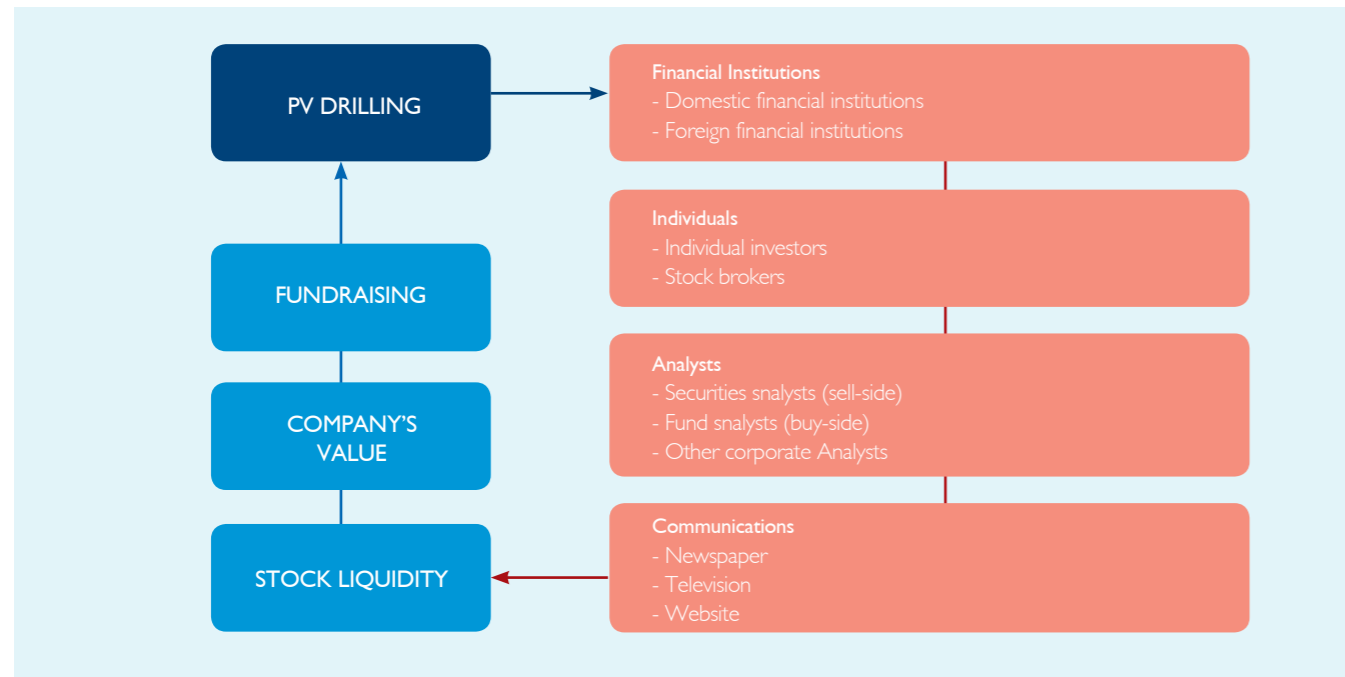 PV DRILLING
Financial Institutions
- Domestic financial institutions
- Foreign financial institutions
Individuals
- Individual investors
- Stock brokers
Analysts
- Securities snalysts (sell-side)
- Fund snalysts (buy-side)
- Other corporate Analysts
Communications
- Newspaper
- Television
- Website
STOCK LIQUIDITY
COMPANY'S
VALUE
FUNDRAISING